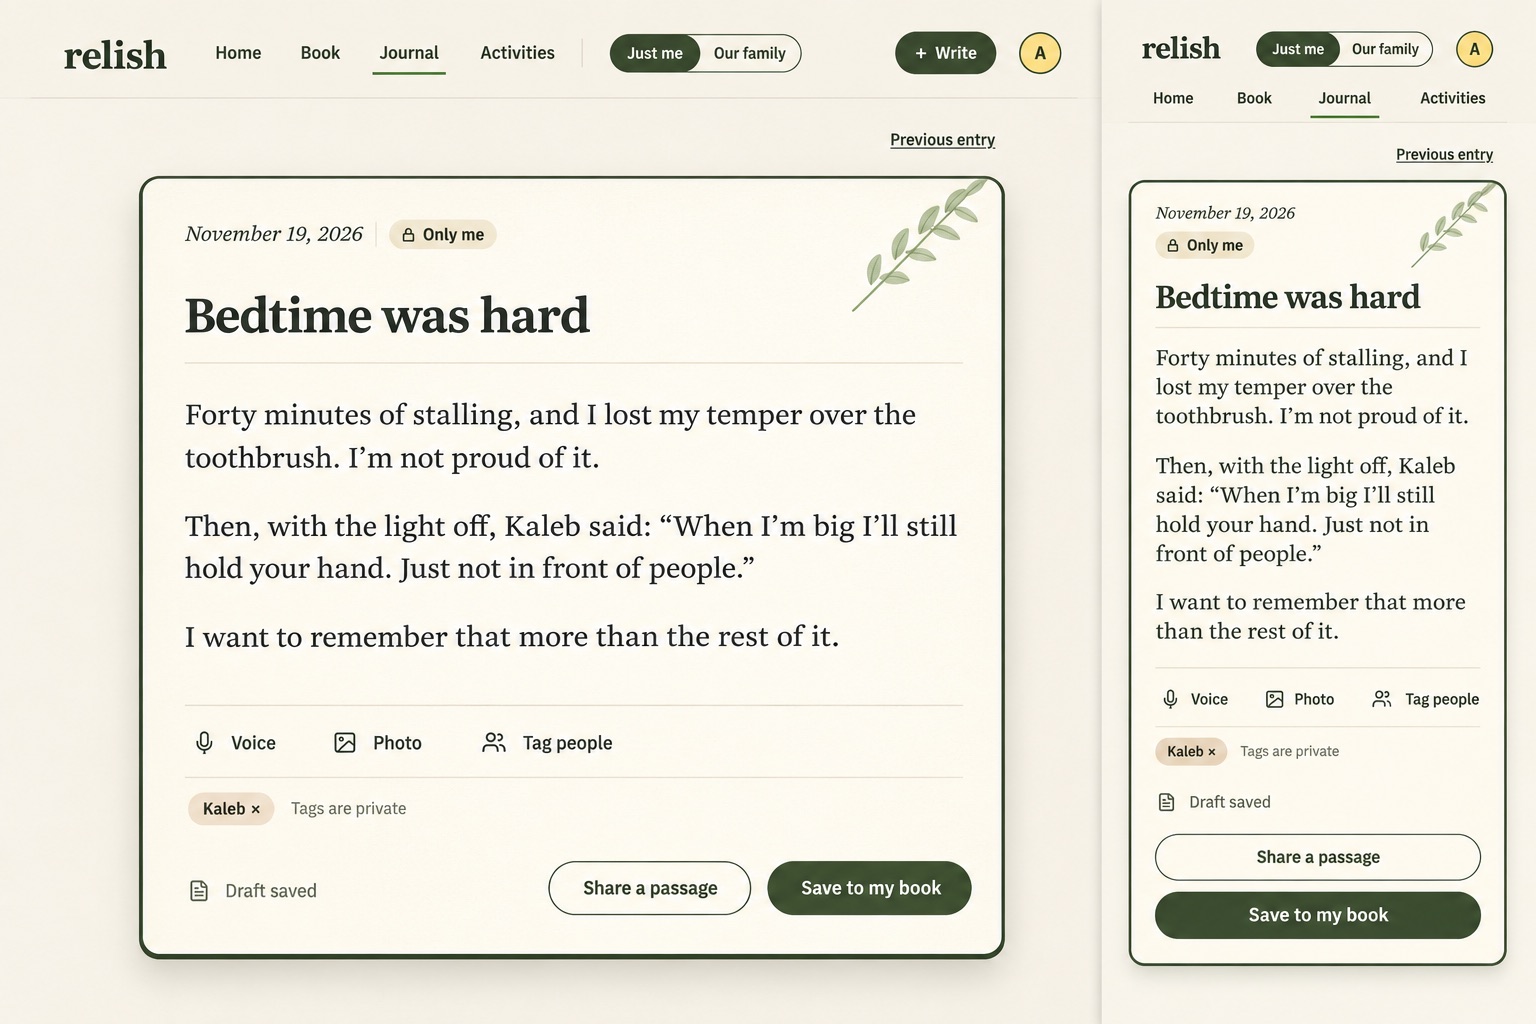 relish Home Book Journal Activities Just me Our family + Write A
Previous entry
November 19, 2026 Only me
Bedtime was hard
Forty minutes of stalling, and I lost my temper over the
toothbrush. I’m not proud of it.
Then, with the light off, Kaleb said: “When I’m big I’ll still
hold your hand. Just not in front of people.”
I want to remember that more than the rest of it.
Voice Photo Tag people
Kaleb × Tags are private
Draft saved Share a passage Save to my book
relish Just me Our family A
Home Book Journal Activities
Previous entry
November 19, 2026
Only me
Bedtime was hard
Forty minutes of stalling, and I
lost my temper over the
toothbrush. I’m not proud of it.
Then, with the light off, Kaleb
said: “When I’m big I’ll still
hold your hand. Just not in
front of people.”
I want to remember that more
than the rest of it.
Voice Photo Tag people
Kaleb × Tags are private
Draft saved
Share a passage
Save to my book